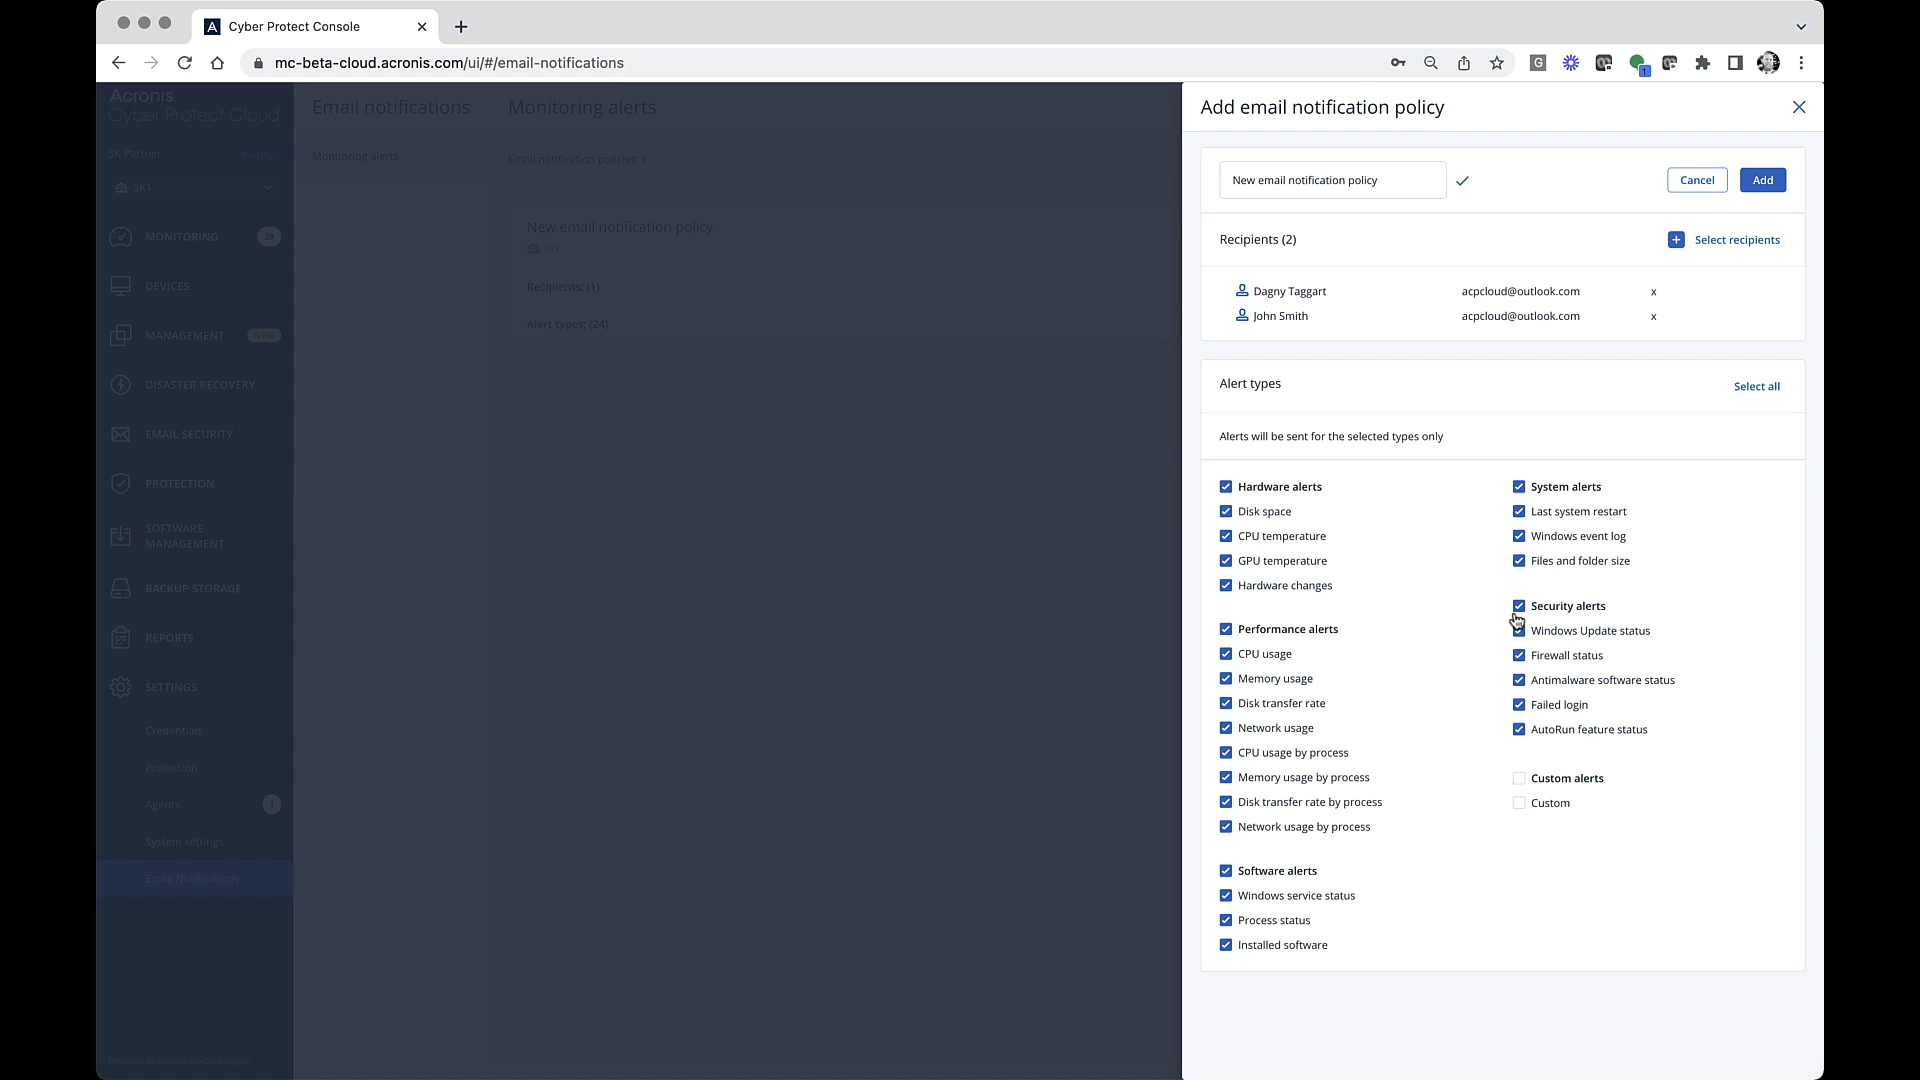 Cyber Protect Console
mc-beta-cloud.acronis.com/ui/#/email-notifications
Acronis
Cyber Protect Cloud
SK Partner
Manage
SK1
MONITORING
29
DEVICES
MANAGEMENT
NEW
DISASTER RECOVERY
EMAIL SECURITY
PROTECTION
SOFTWARE
MANAGEMENT
BACKUP STORAGE
REPORTS
SETTINGS
Credentials
Protection
Agents
1
System settings
Email Notifications
Powered by Acronis AnyData Engine
Email notifications
Monitoring alerts
Monitoring alerts
Email notification policies: 1
New email notification policy
SK1
Recipients: (1)
Alert types: (24)
Add email notification policy
New email notification policy
Cancel
Add
Recipients (2)
Select recipients
Dagny Taggart acpcloud@outlook.com x
John Smith acpcloud@outlook.com x
Alert types
Select all
Alerts will be sent for the selected types only
Hardware alerts
Disk space
CPU temperature
GPU temperature
Hardware changes
Performance alerts
CPU usage
Memory usage
Disk transfer rate
Network usage
CPU usage by process
Memory usage by process
Disk transfer rate by process
Network usage by process
Software alerts
Windows service status
Process status
Installed software
System alerts
Last system restart
Windows event log
Files and folder size
Security alerts
Windows Update status
Firewall status
Antimalware software status
Failed login
AutoRun feature status
Custom alerts
Custom